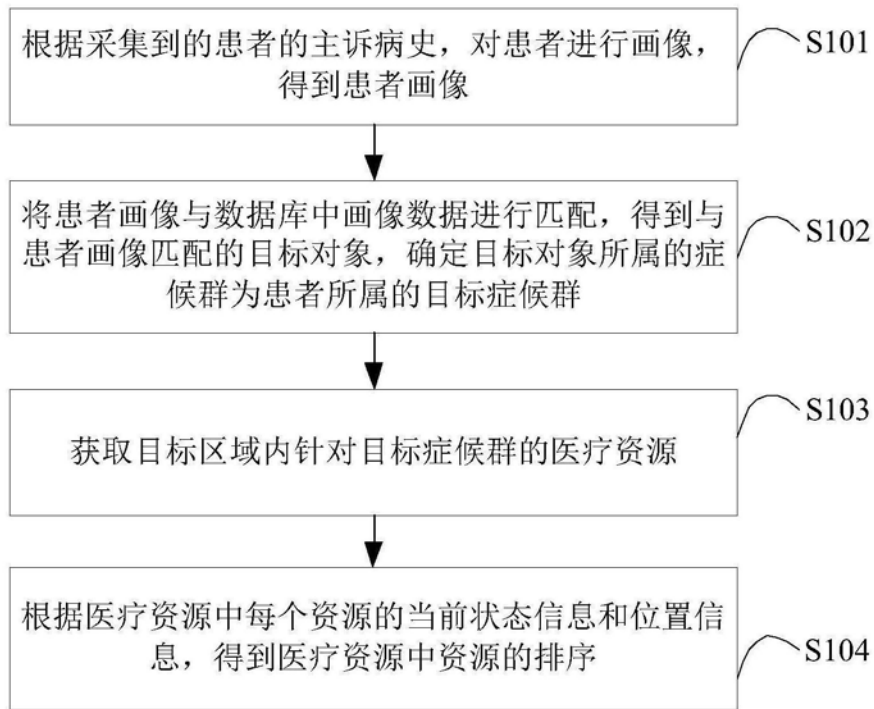 根据采集到的患者的主诉病史，对患者进行画像，
得到患者画像
S101
将患者画像与数据库中画像数据进行匹配，得到与
患者画像匹配的目标对象，确定目标对象所属的症
候群为患者所属的目标症候群
S102
获取目标区域内针对目标症候群的医疗资源
S103
根据医疗资源中每个资源的当前状态信息和位置信
息，得到医疗资源中资源的排序
S104